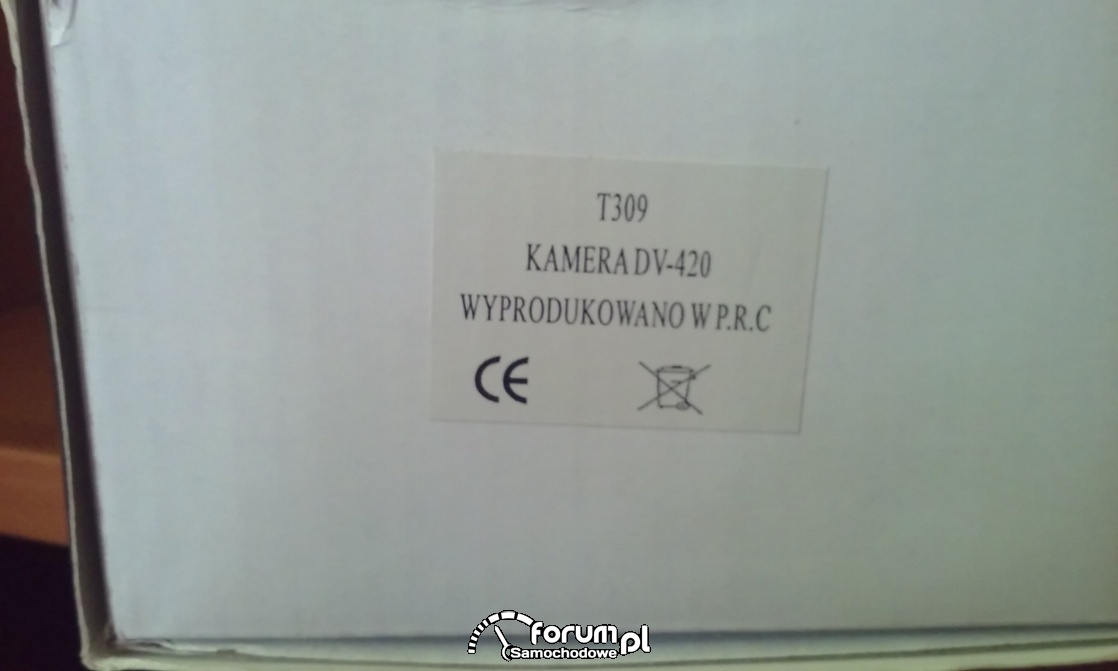 T309
KAMERA DV-420
WYPRODUKOWANO W P.R.C
CE
forum.pl
Samochodowe